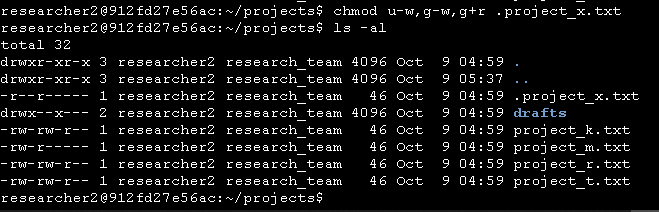 researcher2@912fd27e56ac:~/projects$ chmod u-w,g-w,g+r .project_x.txt
researcher2@912fd27e56ac:~/projects$ ls -al
total 32
drwxr-xr-x 3 researcher2 research_team 4096 Oct  9 04:59 .
drwxr-xr-x 3 researcher2 research_team 4096 Oct  9 05:37 ..
-r--r----- 1 researcher2 research_team   46 Oct  9 04:59 .project_x.txt
drwx--x--- 2 researcher2 research_team 4096 Oct  9 04:59 drafts
-rw-rw-r-- 1 researcher2 research_team   46 Oct  9 04:59 project_k.txt
-rw-rw-r-- 1 researcher2 research_team   46 Oct  9 04:59 project_m.txt
-rw-rw-r-- 1 researcher2 research_team   46 Oct  9 04:59 project_r.txt
-rw-rw-r-- 1 researcher2 research_team   46 Oct  9 04:59 project_t.txt
researcher2@912fd27e56ac:~/projects$